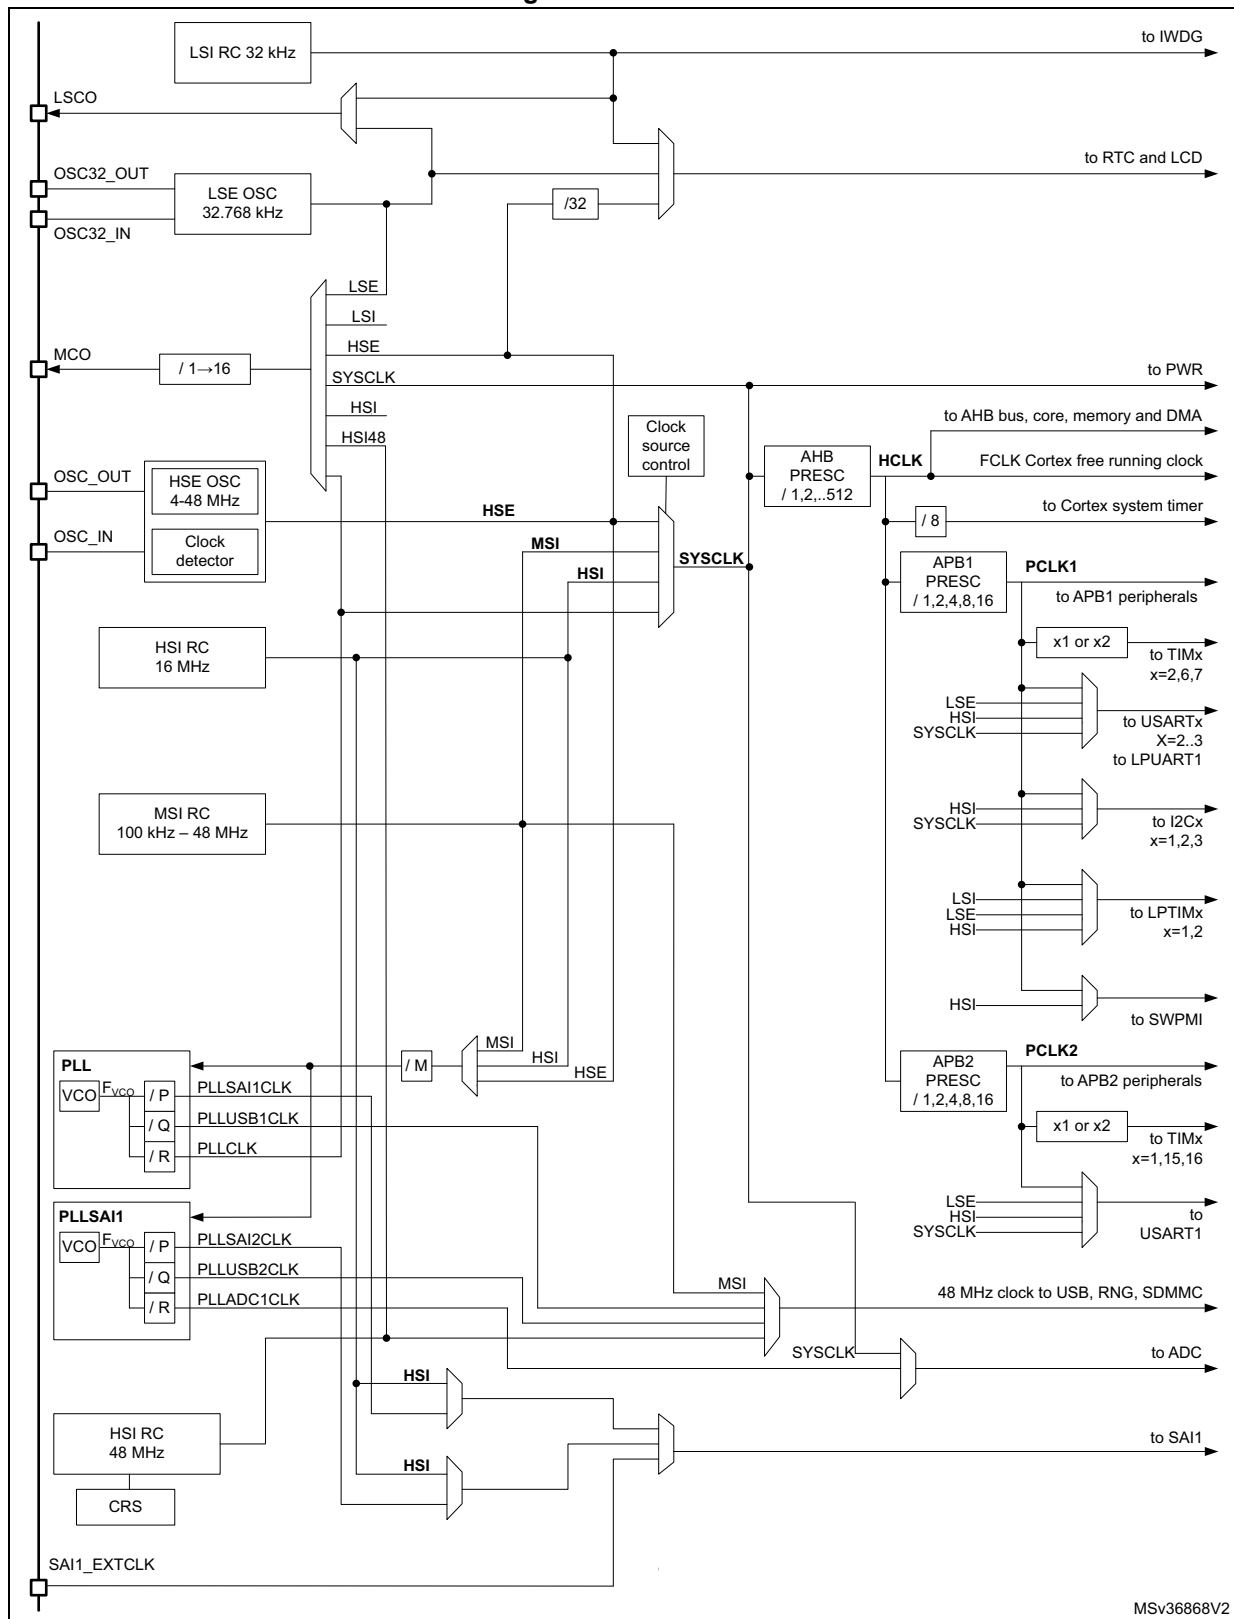 LSI RC 32 kHz
to IWDG
LSCO
to RTC and LCD
OSC32_OUT
LSE OSC
32.768 kHz
/32
OSC32_IN
LSE
LSI
HSE
MCO
/ 1→16
SYSCLK
to PWR
HSI
HSI48
Clock
source
control
to AHB bus, core, memory and DMA
AHB
PRESC
/ 1,2,..512
HCLK
FCLK Cortex free running clock
OSC_OUT
HSE OSC
4-48 MHz
HSE
to Cortex system timer
/ 8
OSC_IN
Clock
detector
MSI
HSI
SYSCLK
APB1
PRESC
/ 1,2,4,8,16
PCLK1
to APB1 peripherals
HSI RC
16 MHz
x1 or x2
to TIMx
x=2,6,7
LSE
HSI
SYSCLK
to USARTx
X=2..3
to LPUART1
MSI RC
100 kHz – 48 MHz
HSI
SYSCLK
to I2Cx
x=1,2,3
LSI
LSE
HSI
to LPTIMx
x=1,2
HSI
to SWPMI
MSI
HSI
HSE
/ M
PLL
VCO
FVCO
/ P
PLLSAI1CLK
/ Q
PLLUSB1CLK
/ R
PLLCLK
APB2
PRESC
/ 1,2,4,8,16
PCLK2
to APB2 peripherals
x1 or x2
to TIMx
x=1,15,16
LSE
HSI
SYSCLK
to
USART1
PLLSAI1
VCO
FVCO
/ P
PLLSAI2CLK
/ Q
PLLUSB2CLK
/ R
PLLADC1CLK
MSI
48 MHz clock to USB, RNG, SDMMC
SYSCLK
to ADC
HSI
HSI RC
48 MHz
to SAI1
HSI
CRS
SAI1_EXTCLK
MSv36868V2